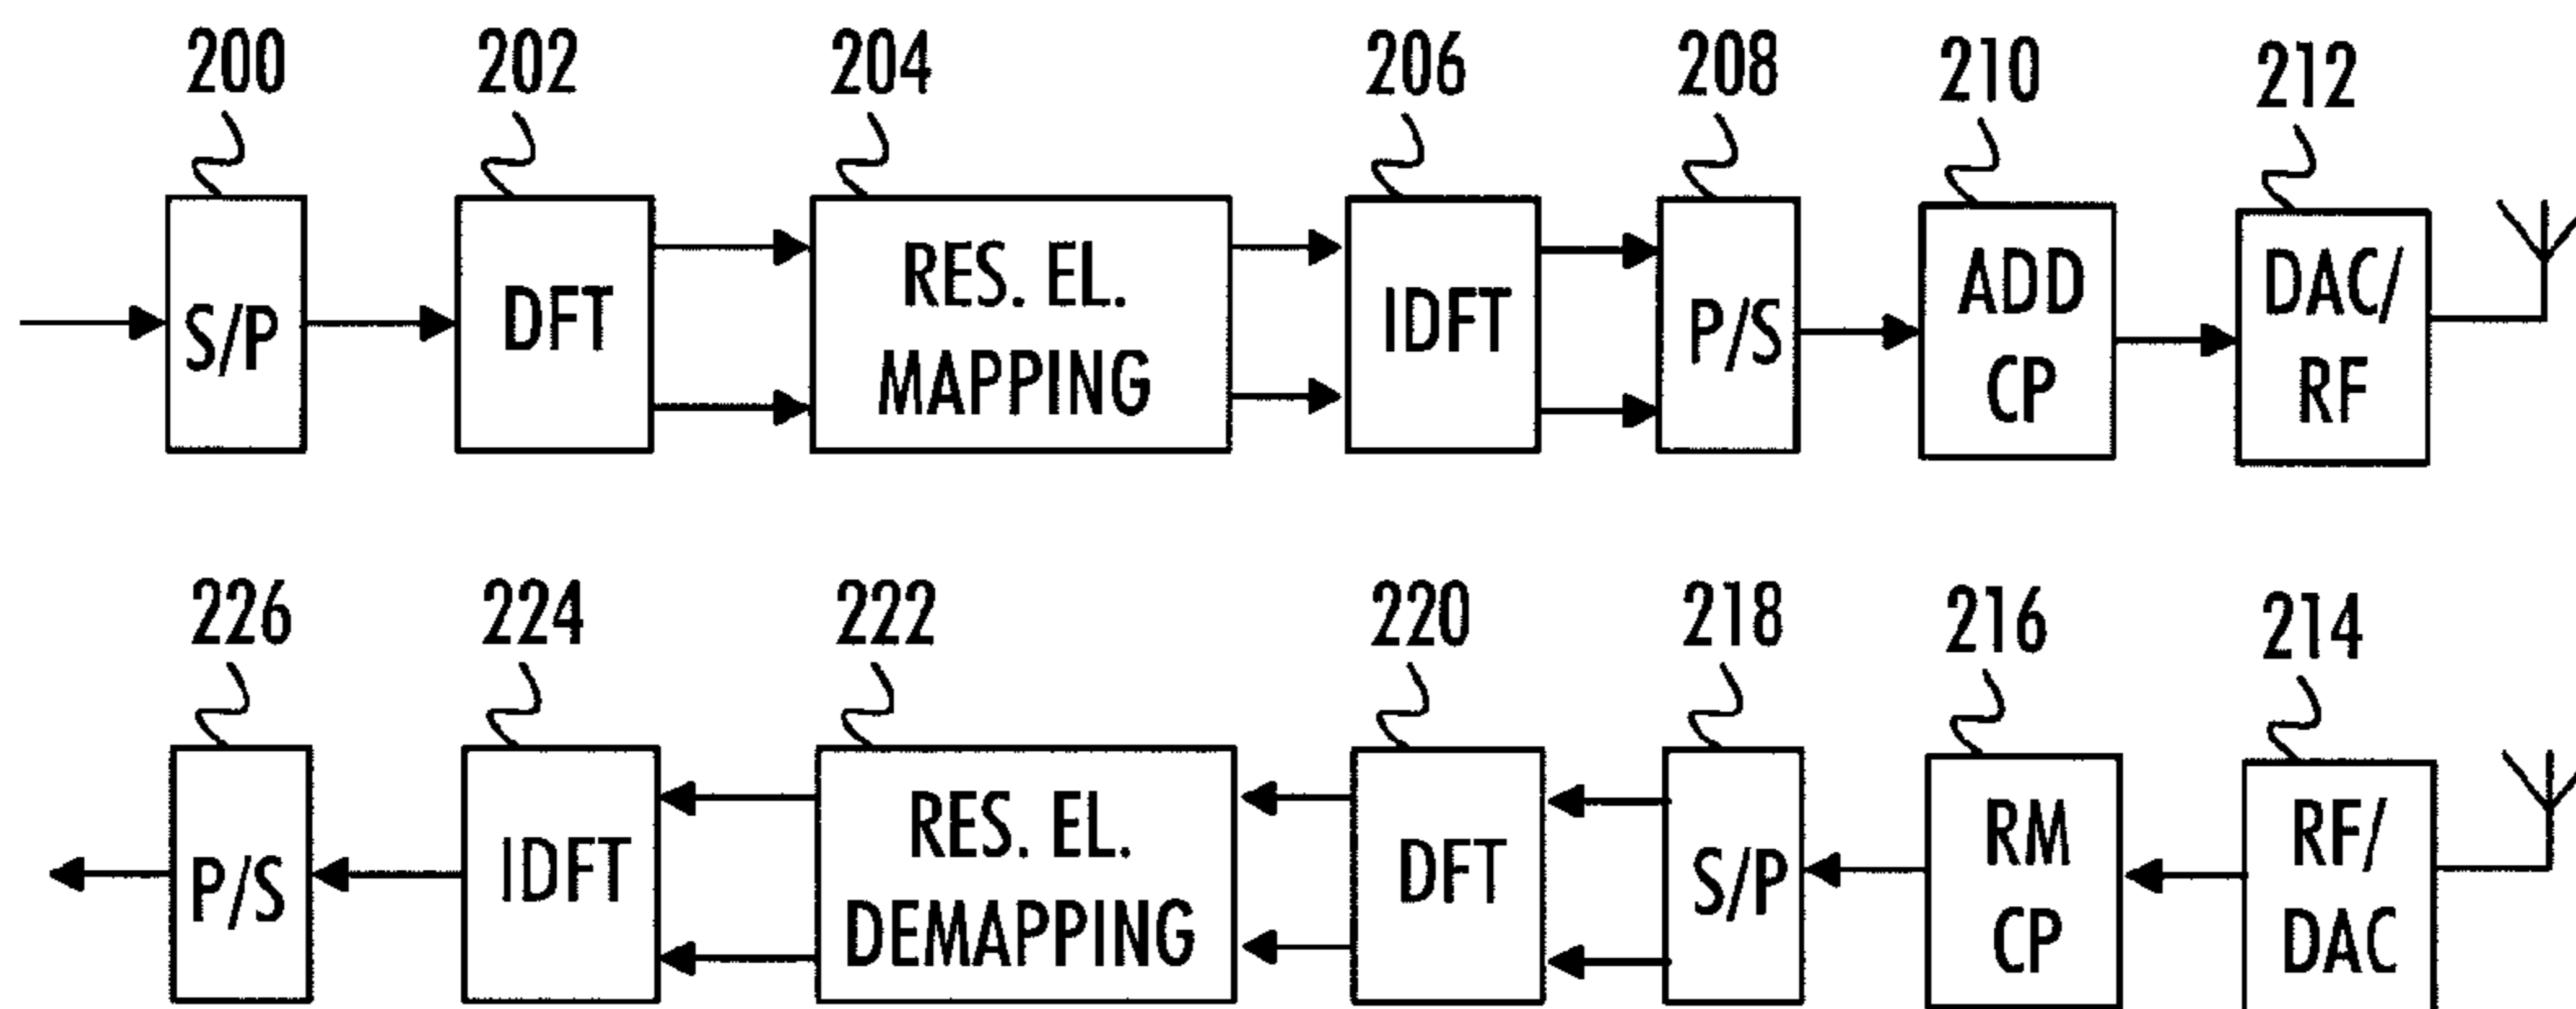 200 202 204 206 208 210 212
S/P
DFT
RES. EL.
MAPPING
IDFT
P/S
ADD
CP
DAC/
RF
226 224 222 220 218 216 214
P/S
IDFT
RES. EL.
DEMAPPING
DFT
S/P
RM
CP
RF/
DAC